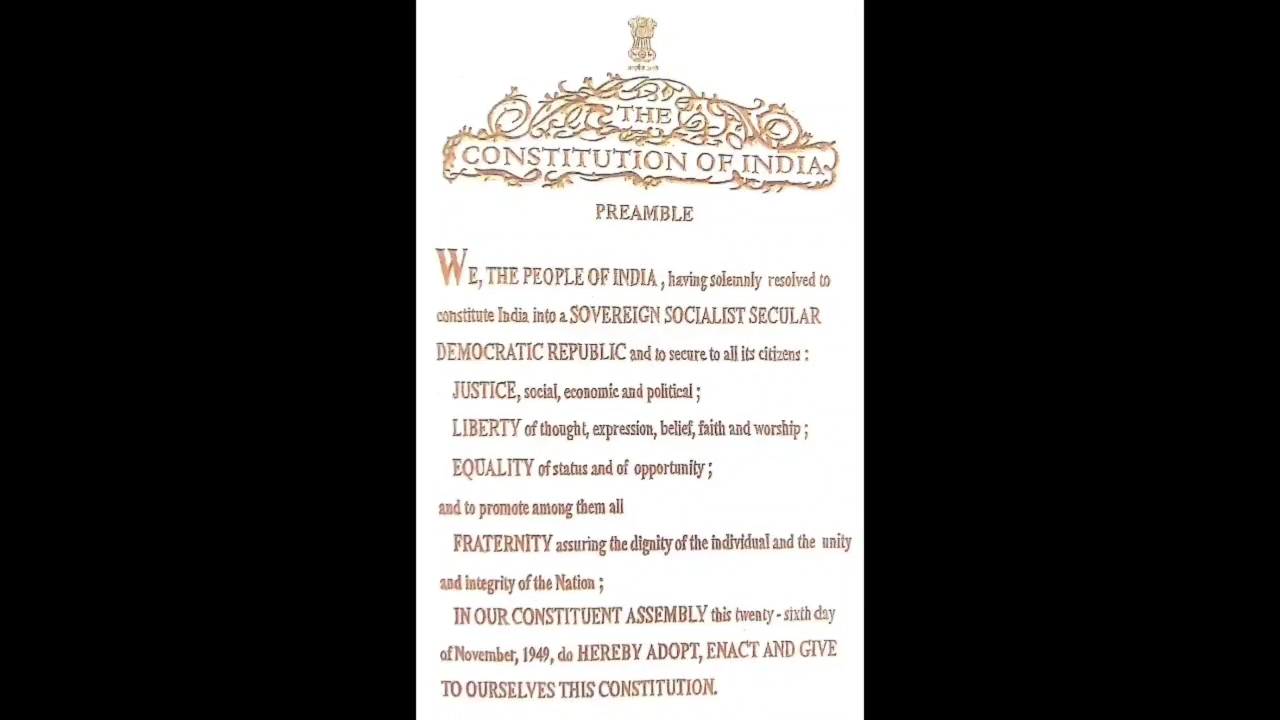 THE
CONSTITUTION OF INDIA
PREAMBLE
WE, THE PEOPLE OF INDIA , having solemnly resolved to
constitute India into a SOVEREIGN SOCIALIST SECULAR
DEMOCRATIC REPUBLIC and to secure to all its citizens :
JUSTICE, social, economic and political ;
LIBERTY of thought, expression, belief, faith and worship ;
EQUALITY of status and of opportunity ;
and to promote among them all
FRATERNITY assuring the dignity of the individual and the unity
and integrity of the Nation ;
IN OUR CONSTITUENT ASSEMBLY this twenty - sixth day
of November, 1949, do HEREBY ADOPT, ENACT AND GIVE
TO OURSELVES THIS CONSTITUTION.